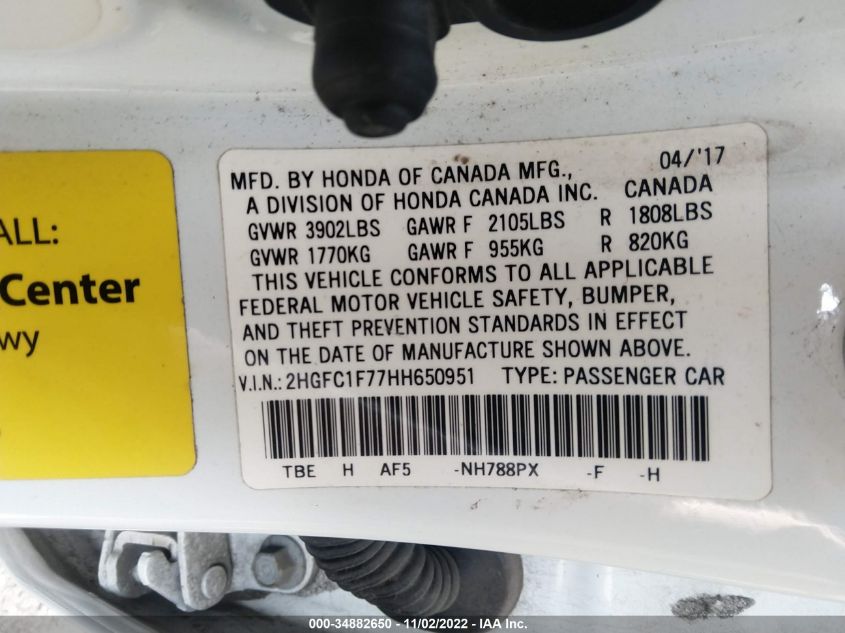 ALL:
Center
wy
MFD. BY HONDA OF CANADA MFG., 04/'17
A DIVISION OF HONDA CANADA INC. CANADA
GVWR 3902LBS GAWR F 2105LBS R 1808LBS
GVWR 1770KG GAWR F 955KG R 820KG
THIS VEHICLE CONFORMS TO ALL APPLICABLE
FEDERAL MOTOR VEHICLE SAFETY, BUMPER,
AND THEFT PREVENTION STANDARDS IN EFFECT
ON THE DATE OF MANUFACTURE SHOWN ABOVE.
V.I.N.: 2HGFC1F77HH650951 TYPE: PASSENGER CAR
TBE H AF5 -NH788PX -F -H
000-34882650 - 11/02/2022 - IAA Inc.